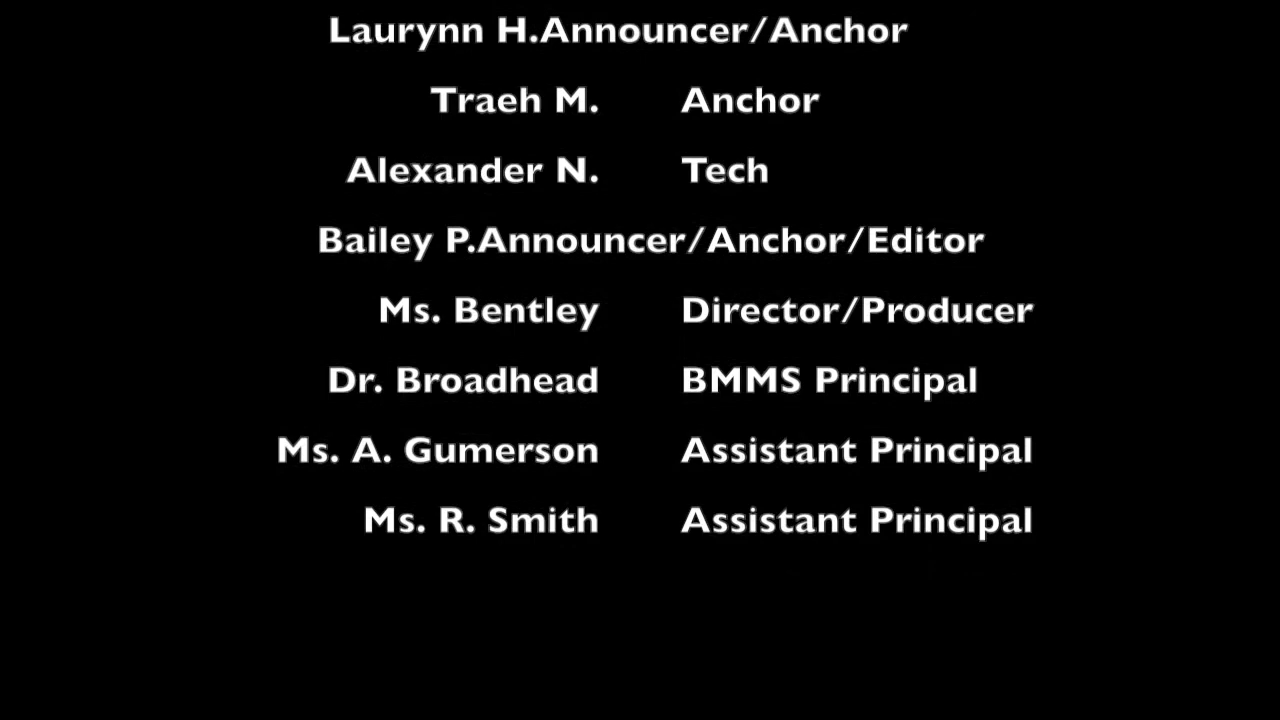 Laurynn H.Announcer/Anchor
Traeh M. Anchor
Alexander N. Tech
Bailey P.Announcer/Anchor/Editor
Ms. Bentley Director/Producer
Dr. Broadhead BMMS Principal
Ms. A. Gumerson Assistant Principal
Ms. R. Smith Assistant Principal